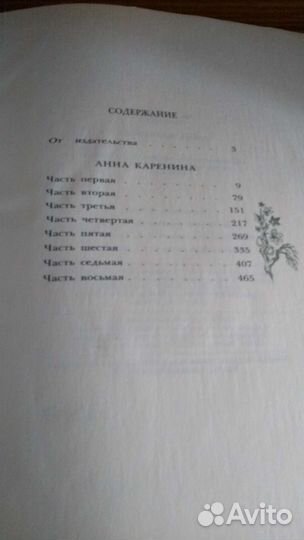 СОДЕРЖАНИЕ
От издательства . . . . . . . 3
АННА КАРЕНИНА
Часть первая . . . . . . . . 9
Часть вторая . . . . . . . . 79
Часть третья . . . . . . . . 151
Часть четвертая . . . . . . . 217
Часть пятая . . . . . . . . 269
Часть шестая . . . . . . . . 335
Часть седьмая . . . . . . . . 407
Часть восьмая . . . . . . . . 465
Avito